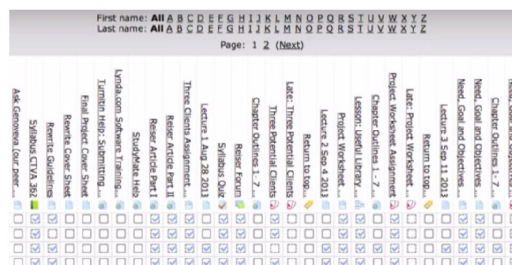 First name: All A B C D E F G H I J K L M N O P Q R S T U V W X Y Z
Last name: All A B C D E F G H I J K L M N O P Q R S T U V W X Y Z
Page: 1 2 (Next)
Ask Genoveva (our peer
Syllabus CTVA 362
Rewrite Guidelines
Rewrite Cover Sheet
Final Project Cover Sheet
Turnitin Help: Submitting...
Lynda.com Software Training...
StudyMate Help
Reiser Article Part I
Reiser Article Part II
Three Clients Assignment...
Lecture 1 Aug 28 2013
Syllabus Quiz
Reiser Forum
Chapter Outlines 1- 7...
Three Potential Clients
Late: Three Potential Clients
Return to top...
Lecture 2 Sep 4 2013
Project Worksheet...
Lesson: Useful Library...
Chapter Outlines 1- 7...
Project Worksheet Assignment
Late: Project Worksheet...
Return to top...
Lecture 3 Sep 11 2013
Need, Goal and Objectives...
Need, Goal and Objectives...
Chapter Outlines 1- 7...